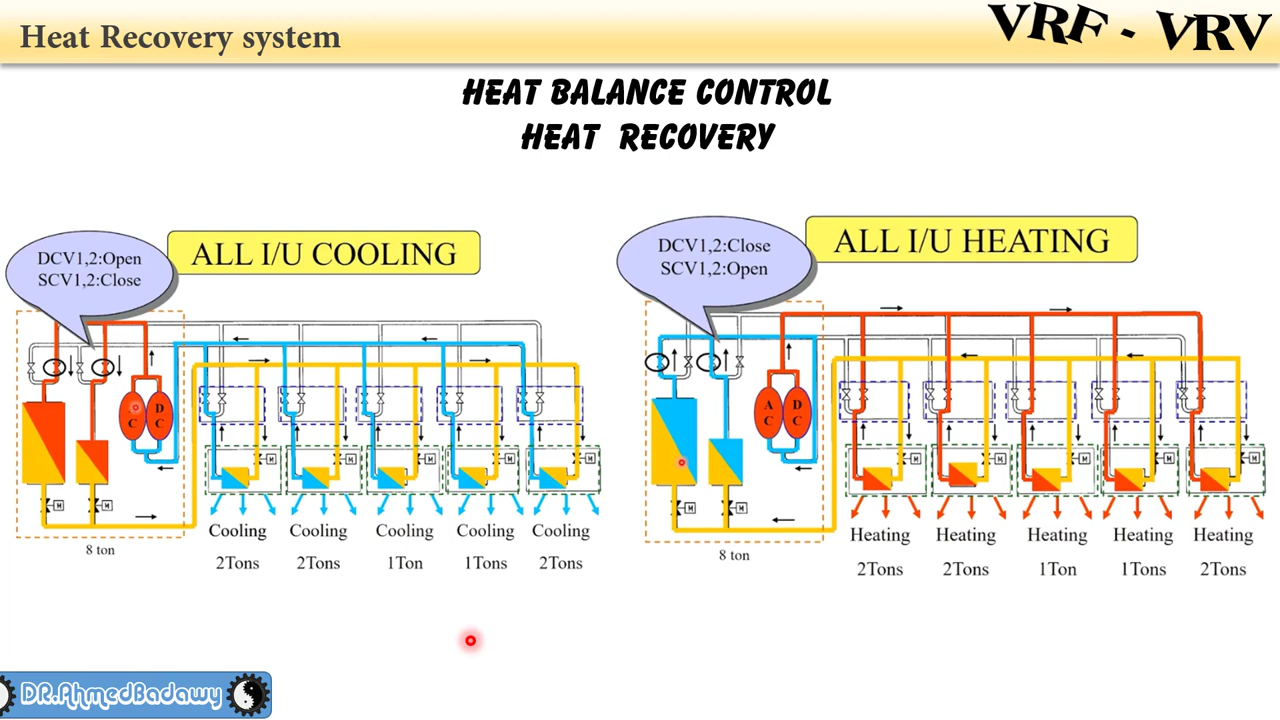 Heat Recovery system
VRF - VRV
HEAT BALANCE CONTROL
HEAT RECOVERY
DCV1,2:Open
SCV1,2:Close
ALL I/U COOLING
D
C
C
M
M
M
M
M
M
M
8 ton
Cooling
Cooling
Cooling
Cooling
Cooling
2Tons
2Tons
1Ton
1Tons
2Tons
DCV1,2:Close
SCV1,2:Open
ALL I/U HEATING
A
C
D
C
M
M
M
M
M
M
M
8 ton
Heating
Heating
Heating
Heating
Heating
2Tons
2Tons
1Ton
1Tons
2Tons
DR.AhmedBadawy